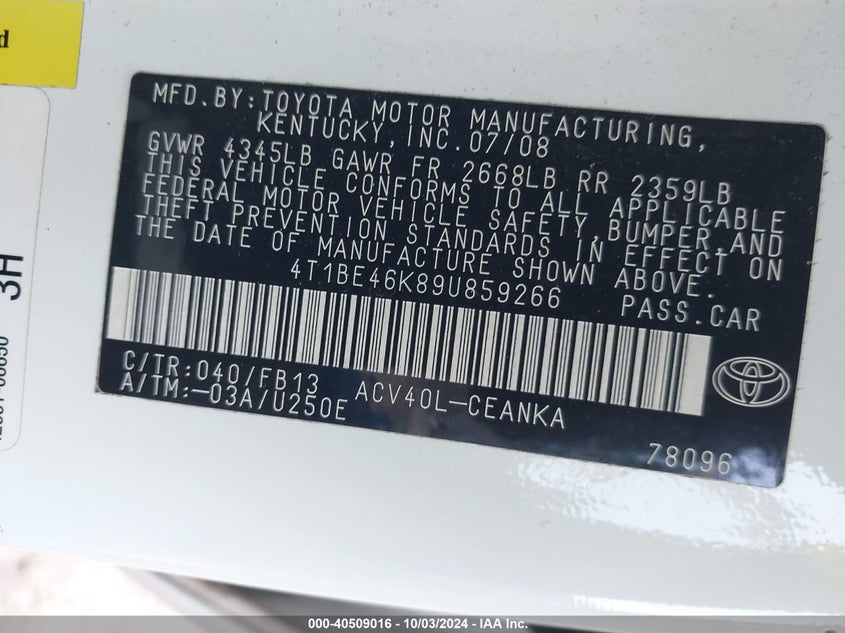 d
MFD.BY:TOYOTA MOTOR MANUFACTURING,
KENTUCKY,INC.07/08
GVWR 4345LB GAWR FR 2668LB RR 2359LB
THIS VEHICLE CONFORMS TO ALL APPLICABLE
FEDERAL MOTOR VEHICLE SAFETY,BUMPER,AND
THEFT PREVENTION STANDARDS IN EFFECT ON
THE DATE OF MANUFACTURE SHOWN ABOVE.
4T1BE46K89U859266 PASS.CAR
C/TR:040/FB13
A/TM:-03A/U250E ACV40L-CEANKA
78096
3H
000-40509016 - 10/03/2024 - IAA Inc.